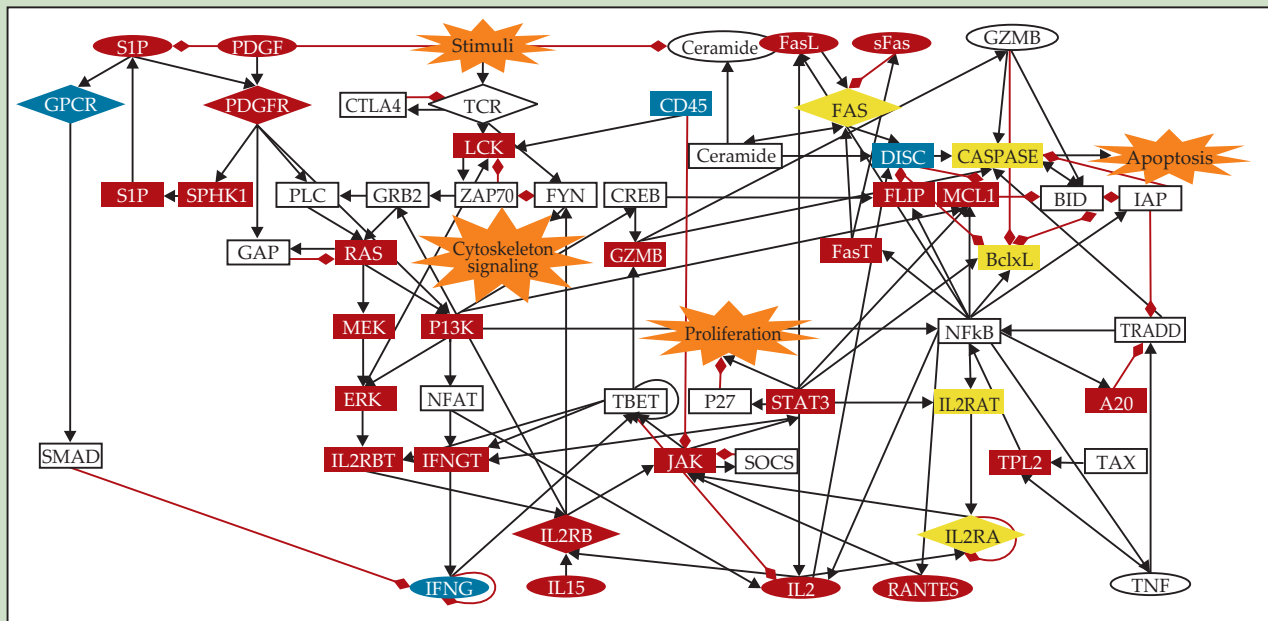 S1P
PDGF
Stimuli
Ceramide
FasL
sFas
GZMB
GPCR
PDGFR
CTLA4
TCR
CD45
FAS
LCK
Ceramide
DISC
CASPASE
Apoptosis
S1P
SPHK1
PLC
GRB2
ZAP70
FYN
CREB
FLIP
MCL1
BID
IAP
GAP
RAS
Cytoskeleton
signaling
GZMB
FasT
BclxL
MEK
P13K
Proliferation
NFkB
TRADD
ERK
NFAT
TBET
P27
STAT3
IL2RAT
A20
SMAD
IL2RBT
IFNGT
JAK
SOCS
TPL2
TAX
IL2RB
IL2RA
IFNG
IL15
IL2
RANTES
TNF